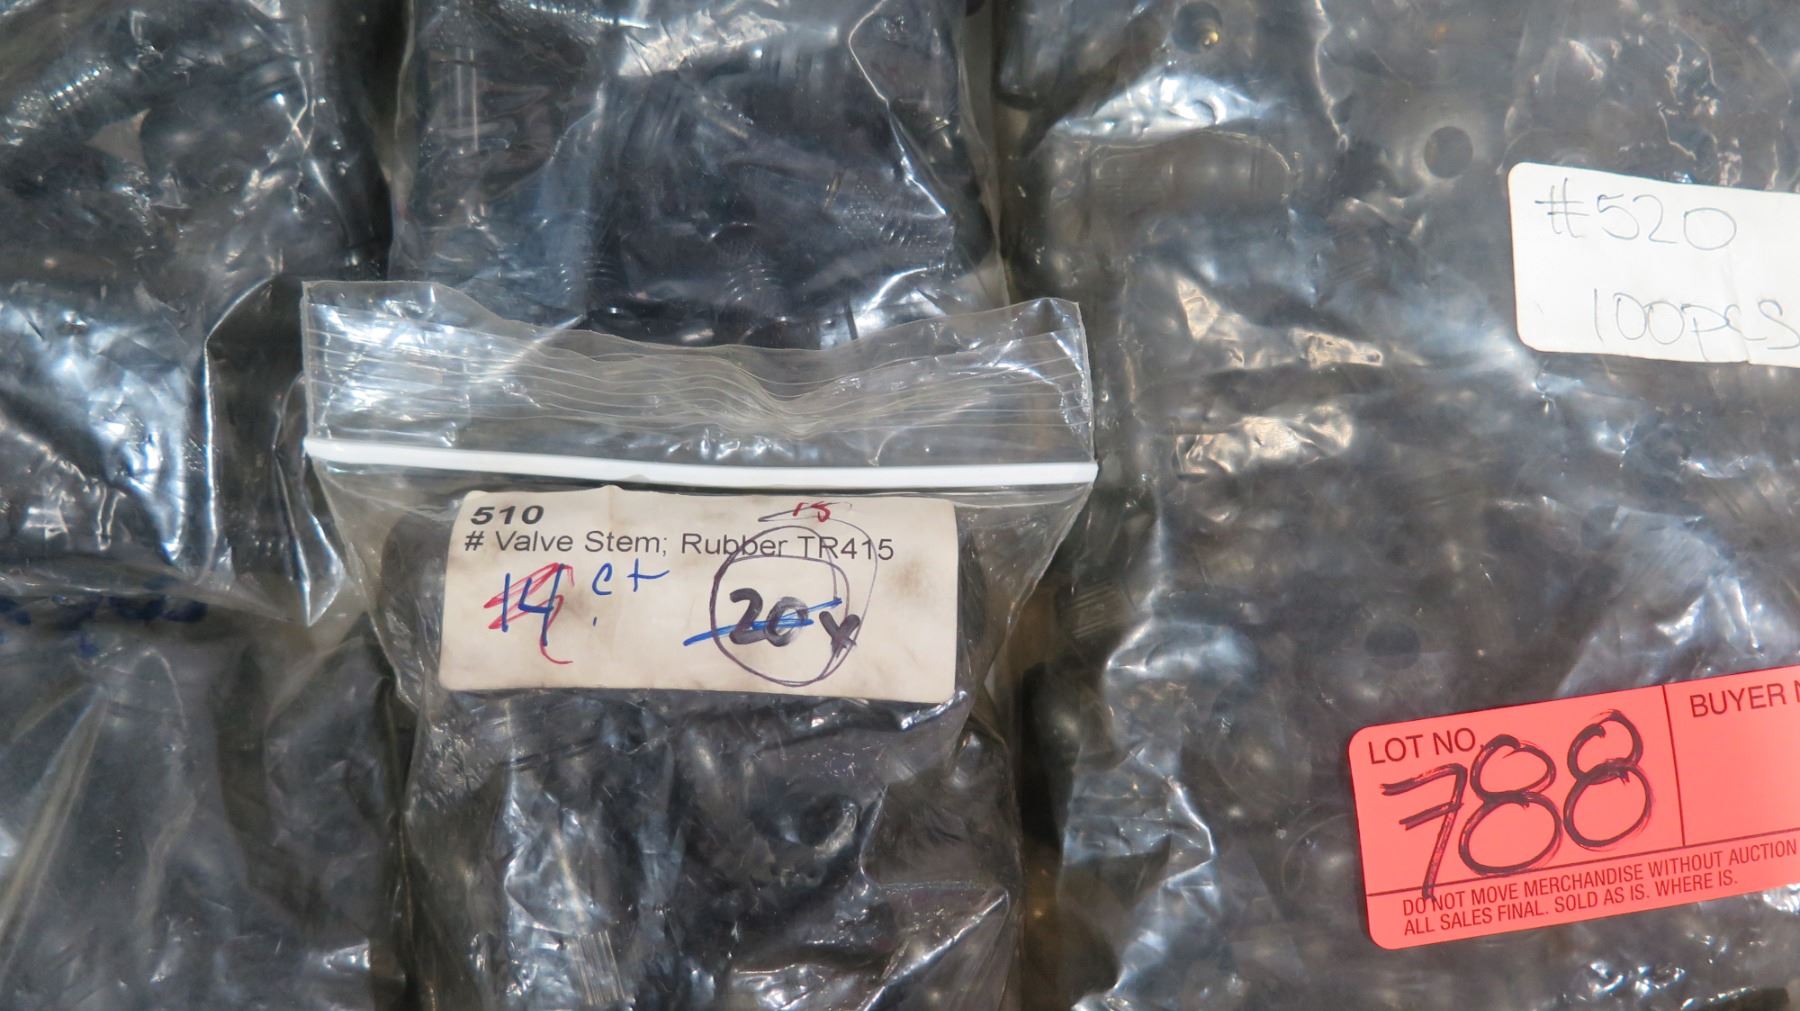 510
# Valve Stem; Rubber TR415
15
14 ct
20
#520
100pcs
LOT NO.
788
BUYER
DO NOT MOVE MERCHANDISE WITHOUT AUCTION
ALL SALES FINAL. SOLD AS IS. WHERE IS.